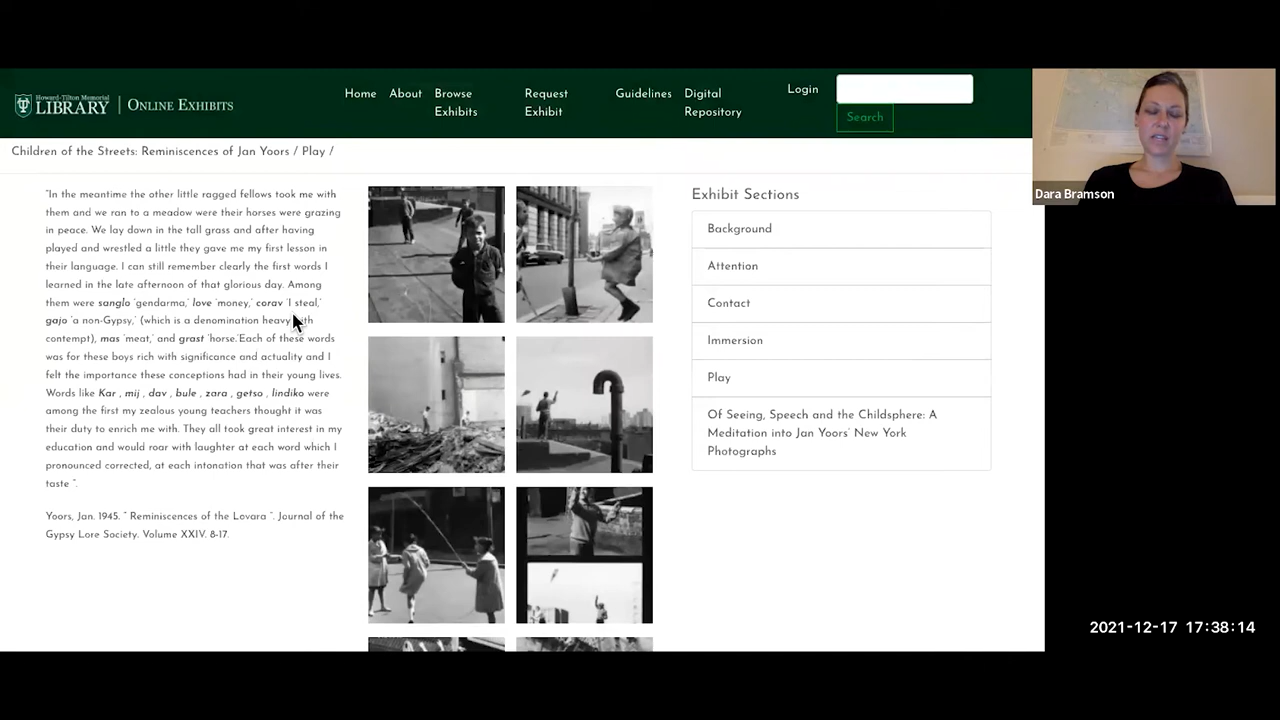 Howard-Tilton Memorial
LIBRARY | ONLINE EXHIBITS
Home
About
Browse
Exhibits
Request
Exhibit
Guidelines
Digital
Repository
Login
Search
Children of the Streets: Reminiscences of Jan Yoors / Play /
"In the meantime the other little ragged fellows took me with
them and we ran to a meadow were their horses were grazing
in peace. We lay down in the tall grass and after having
played and wrestled a little they gave me my first lesson in
their language. I can still remember clearly the first words I
learned in the late afternoon of that glorious day. Among
them were sanglo 'gendarma,' love 'money,' corav 'I steal,'
gajo 'a non-Gypsy,' (which is a denomination heavy with
contempt), mas 'meat,' and grast 'horse.'Each of these words
was for these boys rich with significance and actuality and I
felt the importance these conceptions had in their young lives.
Words like Kar , mij , dav , bule , zara , getso , lindiko were
among the first my zealous young teachers thought it was
their duty to enrich me with. They all took great interest in my
education and would roar with laughter at each word which I
pronounced corrected, at each intonation that was after their
taste ".
Yoors, Jan. 1945. " Reminiscences of the Lovara ". Journal of the
Gypsy Lore Society. Volume XXIV. 8-17.
Exhibit Sections
Background
Attention
Contact
Immersion
Play
Of Seeing, Speech and the Childsphere: A
Meditation into Jan Yoors' New York
Photographs
Dara Bramson
2021-12-17 17:38:14